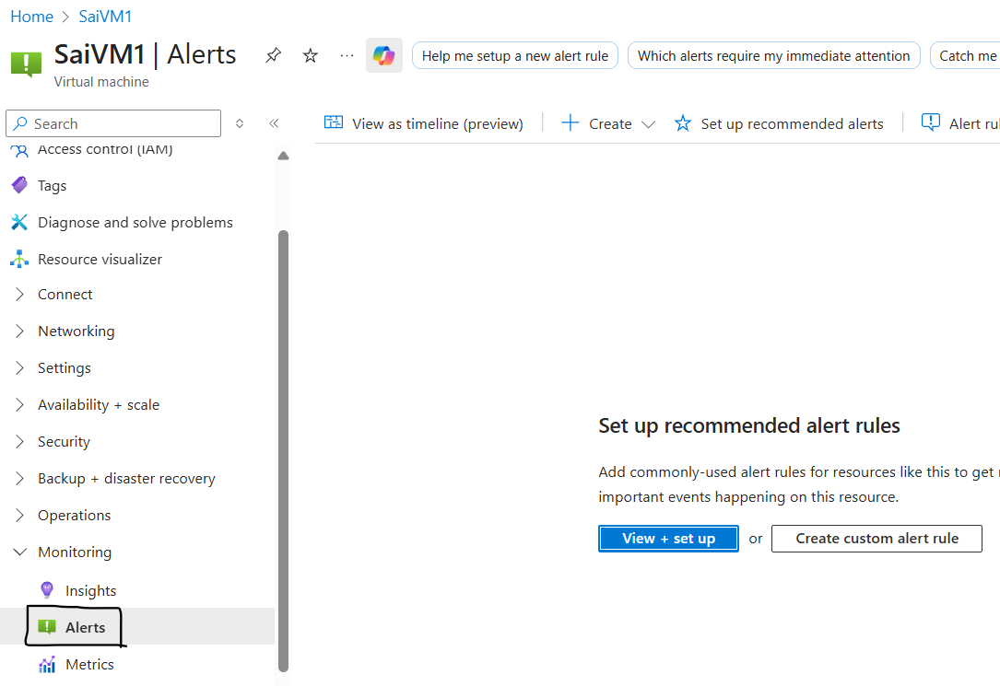 Home > SaiVM1
SaiVM1 | Alerts ...
Virtual machine
Help me setup a new alert rule
Which alerts require my immediate attention
Catch me
Search
View as timeline (preview)
Create
Set up recommended alerts
Alert
Access control (IAM)
Tags
Diagnose and solve problems
Resource visualizer
Connect
Networking
Settings
Availability + scale
Security
Backup + disaster recovery
Operations
Monitoring
Insights
Alerts
Metrics
Set up recommended alert rules
Add commonly-used alert rules for resources like this to get
important events happening on this resource.
View + set up
or
Create custom alert rule